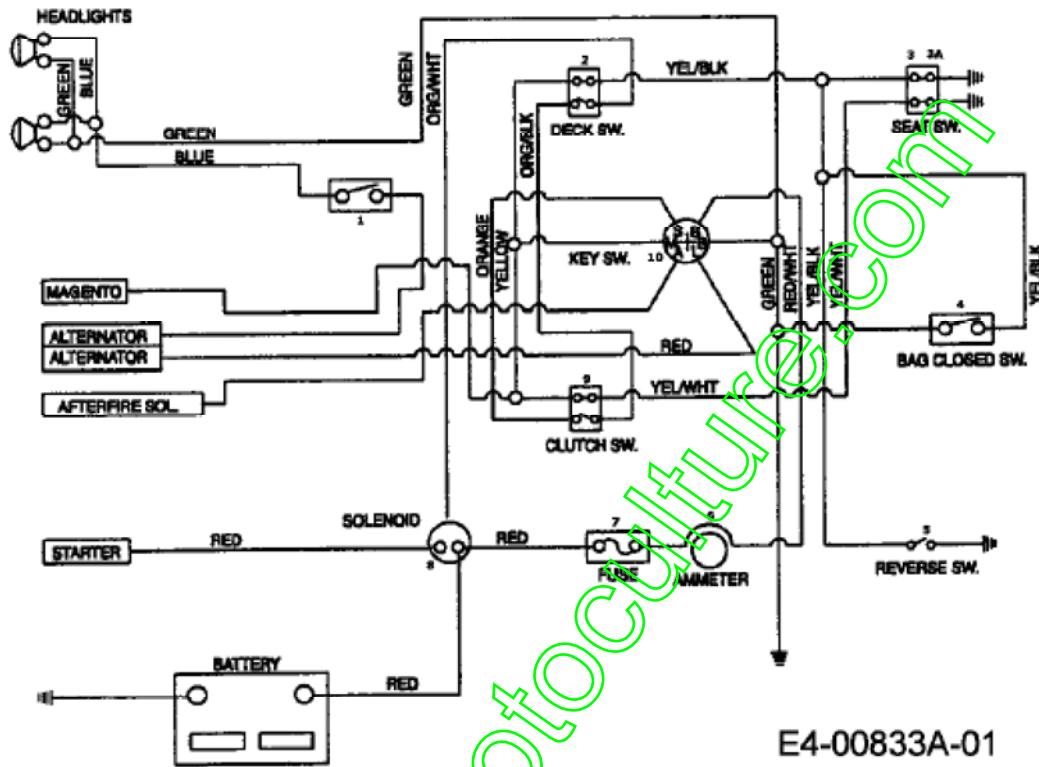 HEADLIGHTS
GREEN
BLUE
GREEN
ORG/WHT
GREEN
BLUE
1
2
DECK SW.
YEL/BLK
3 3A
SEAT SW.
ORG/BLK
ORANGE
YELLOW
KEY SW.
10
GREEN
RED/WHT
YEL/BLK
YEL/WHT
YEL/BLK
4
BAG CLOSED SW.
MAGENTO
ALTERNATOR
ALTERNATOR
RED
AFTERFIRE SOL.
9
YEL/WHT
CLUTCH SW.
SOLENOID
8
STARTER
RED
RED
7
FUSE
6
AMMETER
5
REVERSE SW.
BATTERY
RED
otoculture.com
E4-00833A-01